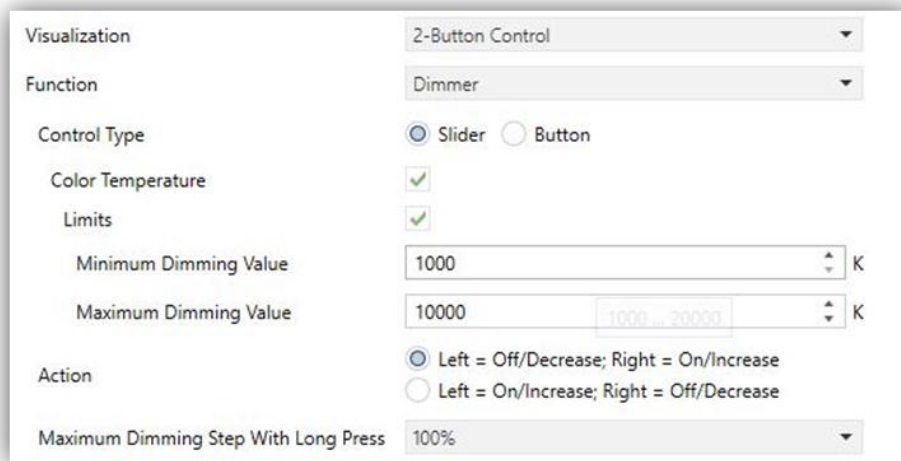 Visualization 2-Button Control
Function Dimmer
Control Type Slider Button
Color Temperature
Limits
Minimum Dimming Value 1000 K
Maximum Dimming Value 10000 1000 ... 20000 K
Action Left = Off/Decrease; Right = On/Increase
Left = On/Increase; Right = Off/Decrease
Maximum Dimming Step With Long Press 100%